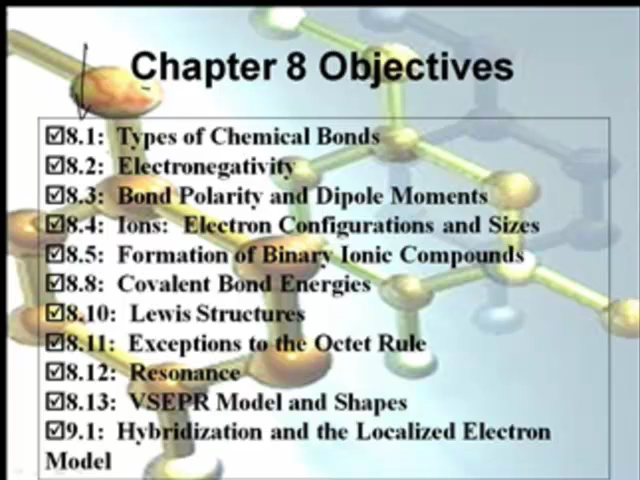 Chapter 8 Objectives
☑8.1: Types of Chemical Bonds
☑8.2: Electronegativity
☑8.3: Bond Polarity and Dipole Moments
☑8.4: Ions: Electron Configurations and Sizes
☑8.5: Formation of Binary Ionic Compounds
☑8.8: Covalent Bond Energies
☑8.10: Lewis Structures
☑8.11: Exceptions to the Octet Rule
☑8.12: Resonance
☑8.13: VSEPR Model and Shapes
☑9.1: Hybridization and the Localized Electron
Model